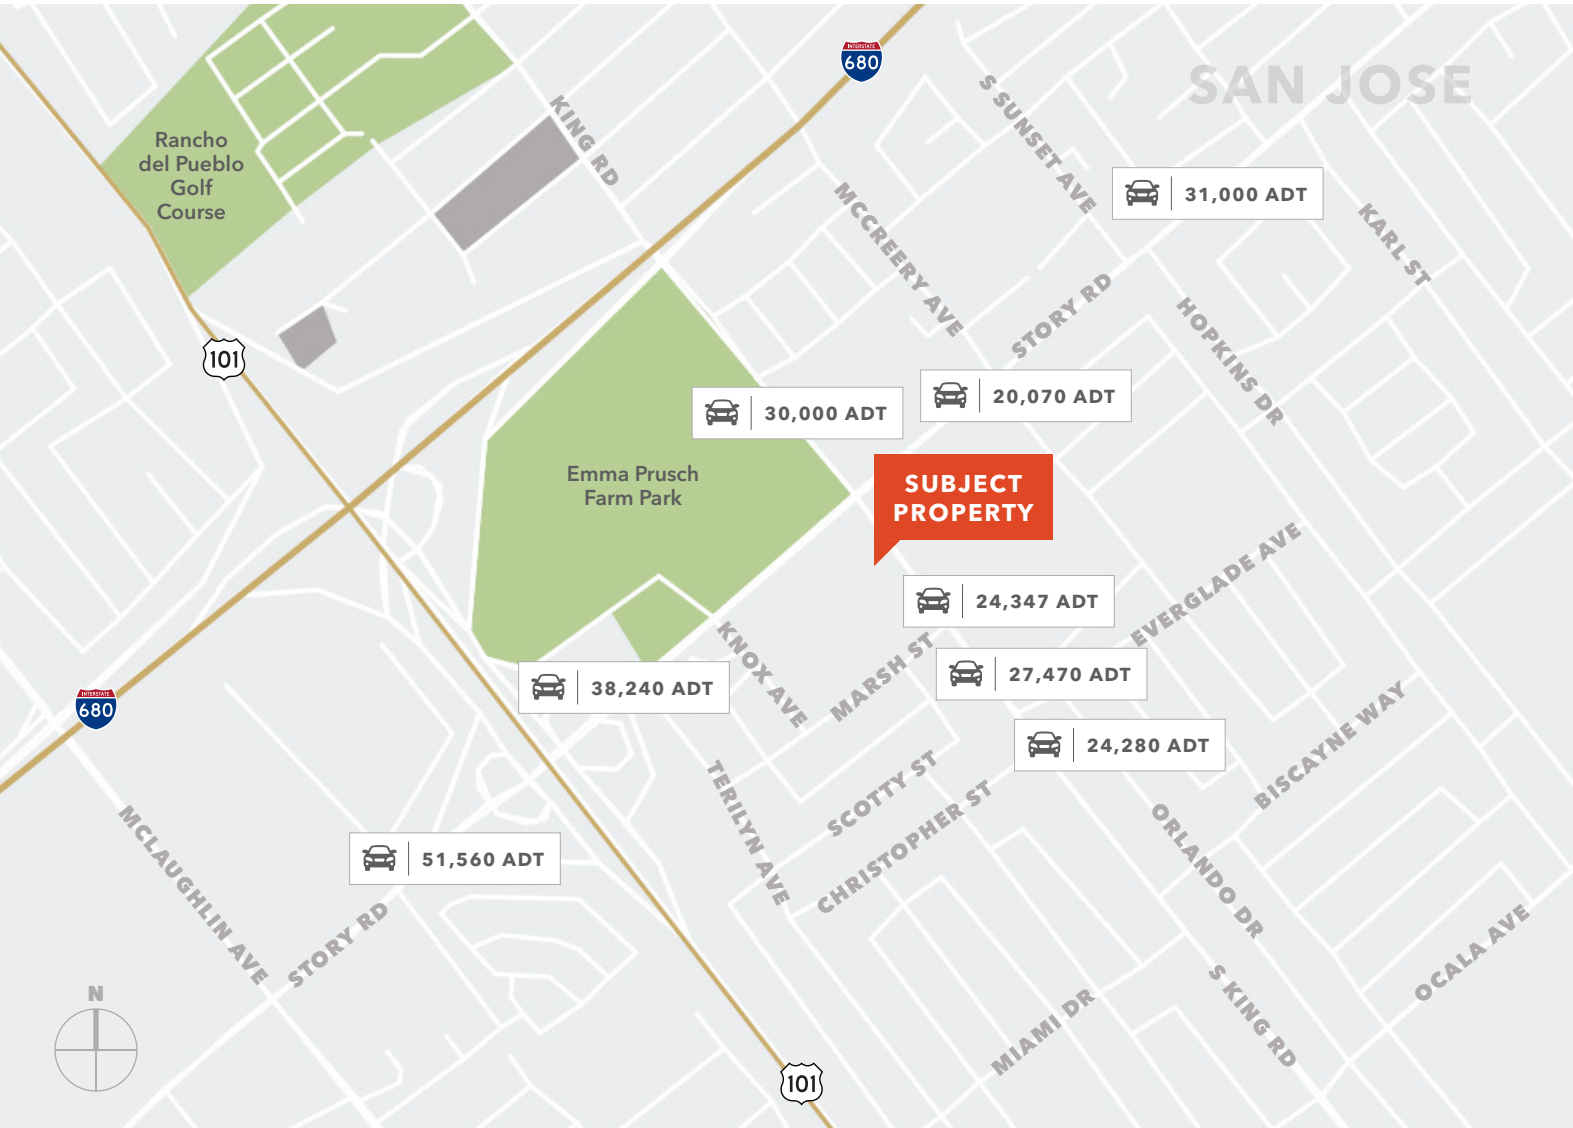 INTERSTATE
680
SAN JOSE
S SUNSET AVE
KING RD
Rancho
del Pueblo
Golf
Course
31,000 ADT
MCCREERY AVE
KARL ST
STORY RD
HOPKINS DR
101
30,000 ADT
20,070 ADT
Emma Prusch
Farm Park
SUBJECT
PROPERTY
EVERGLADE AVE
24,347 ADT
KNOX AVE
MARSH ST
27,470 ADT
38,240 ADT
INTERSTATE
680
24,280 ADT
BISCAYNE WAY
TERILYN AVE
SCOTTY ST
CHRISTOPHER ST
ORLANDO DR
MCLAUGHLIN AVE
51,560 ADT
STORY RD
OCALA AVE
S KING RD
MIAMI DR
N
101